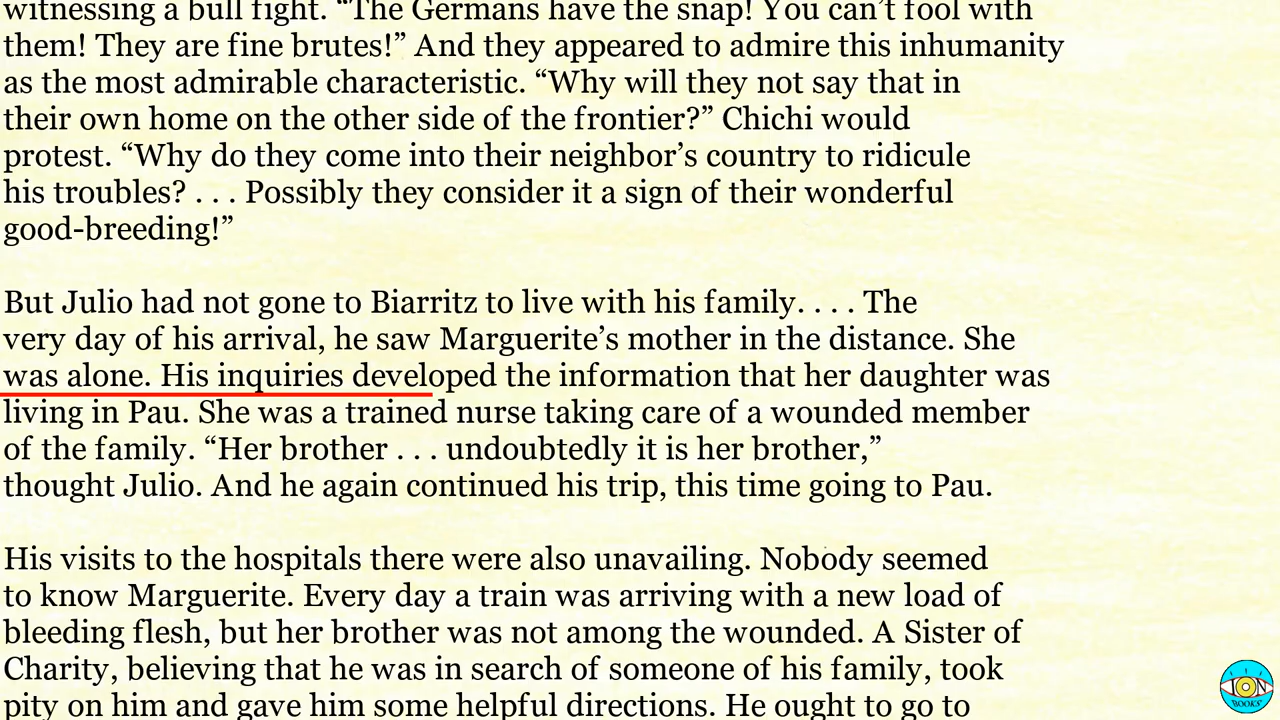 witnessing a bull fight. “The Germans have the snap! You can’t fool with
them! They are fine brutes!” And they appeared to admire this inhumanity
as the most admirable characteristic. “Why will they not say that in
their own home on the other side of the frontier?” Chichi would
protest. “Why do they come into their neighbor’s country to ridicule
his troubles? . . . Possibly they consider it a sign of their wonderful
good-breeding!”
But Julio had not gone to Biarritz to live with his family. . . . The
very day of his arrival, he saw Marguerite’s mother in the distance. She
was alone. His inquiries developed the information that her daughter was
living in Pau. She was a trained nurse taking care of a wounded member
of the family. “Her brother . . . undoubtedly it is her brother,”
thought Julio. And he again continued his trip, this time going to Pau.
His visits to the hospitals there were also unavailing. Nobody seemed
to know Marguerite. Every day a train was arriving with a new load of
bleeding flesh, but her brother was not among the wounded. A Sister of
Charity, believing that he was in search of someone of his family, took
pity on him and gave him some helpful directions. He ought to go to
ION
BOOKS